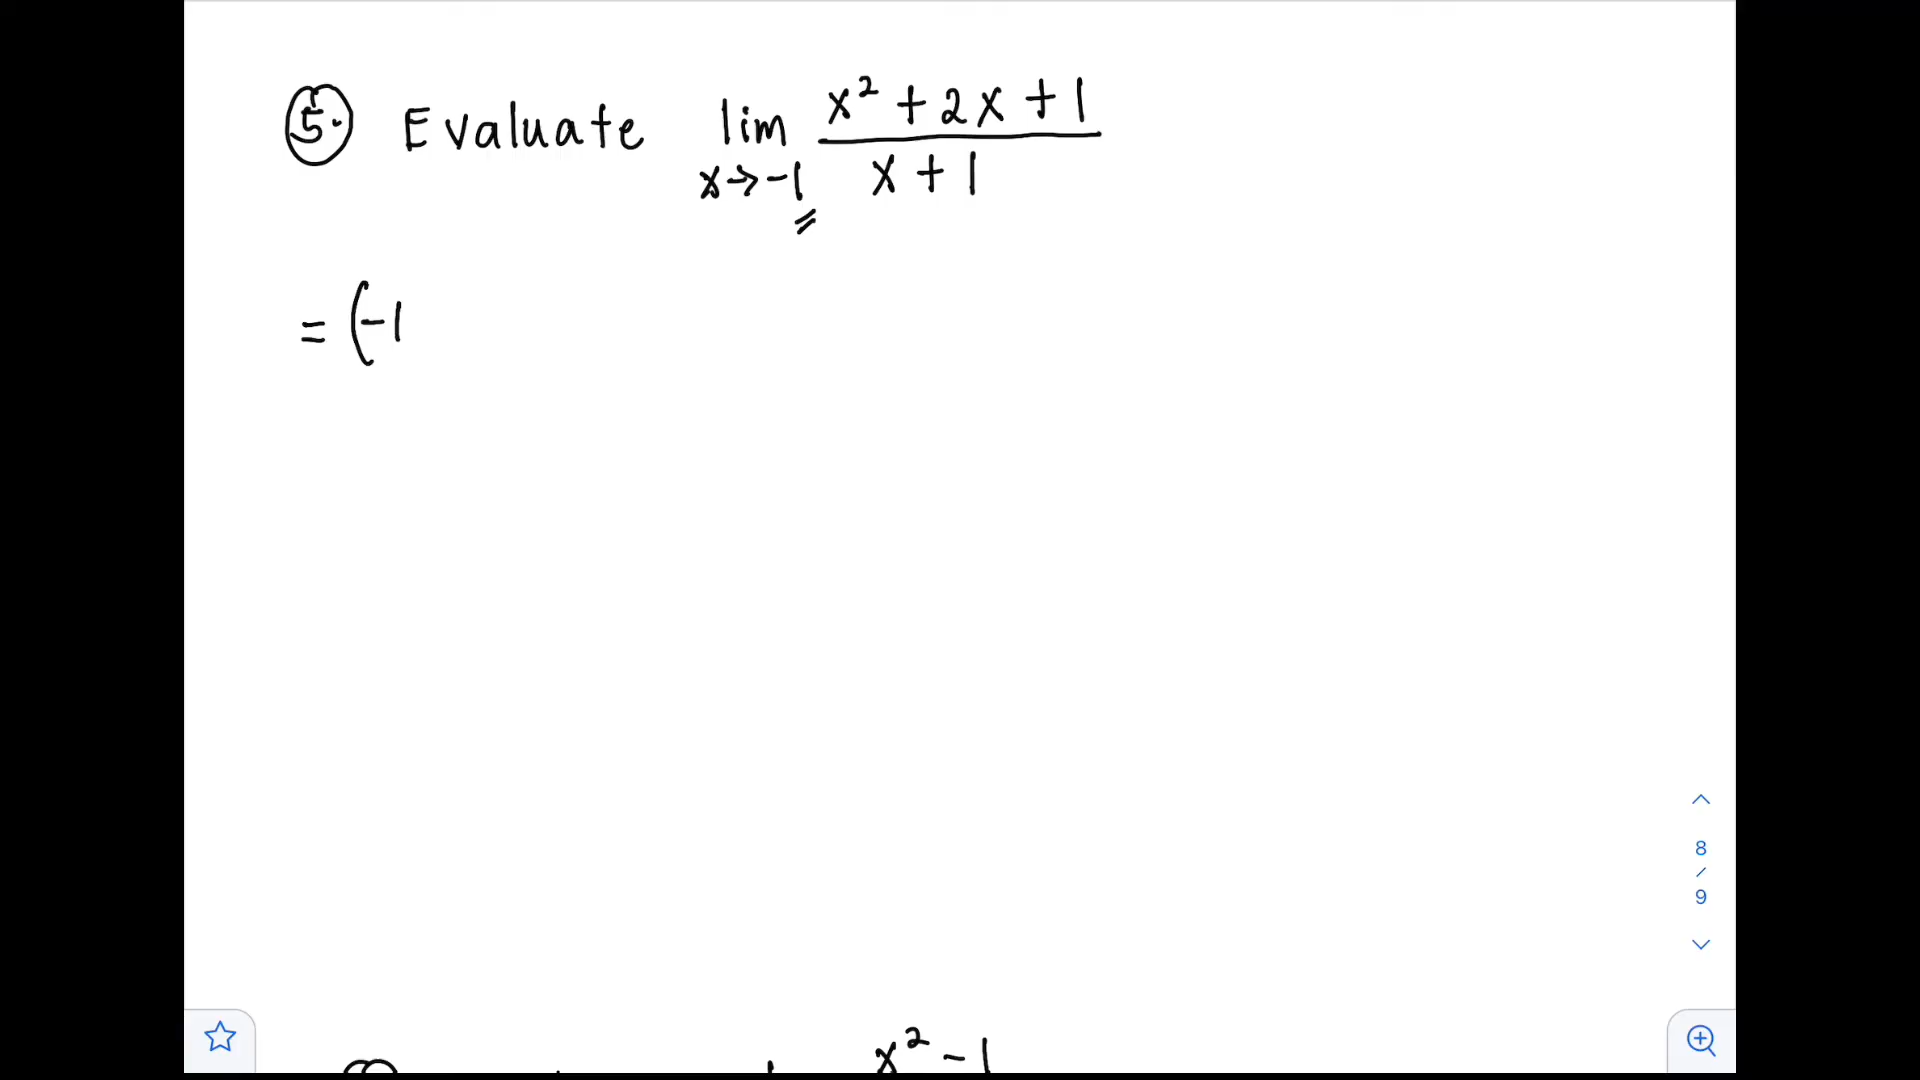 5. Evaluate lim x→-1 (x² + 2x + 1)/(x + 1)
= (-1
8
/
9
x² - 1